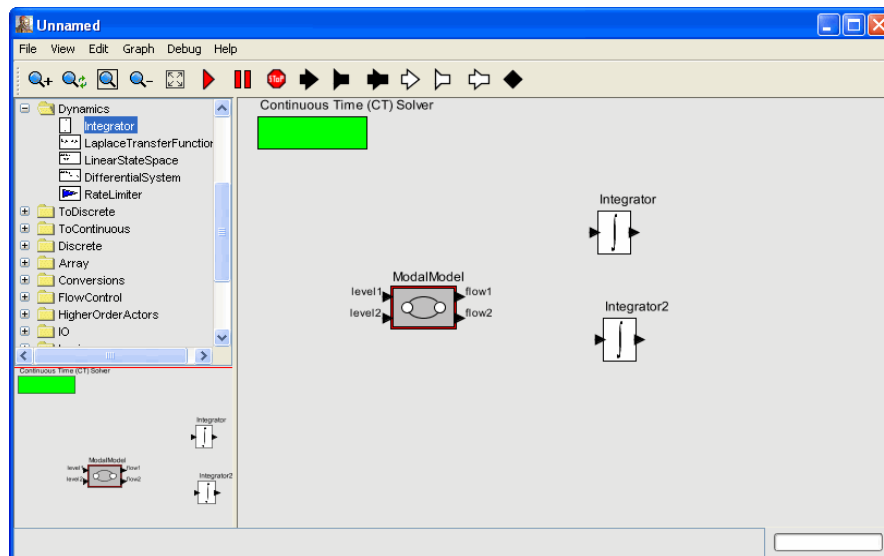 Unnamed
File View Edit Graph Debug Help
STOP
Dynamics
Integrator
LaplaceTransferFunction
LinearStateSpace
DifferentialSystem
RateLimiter
ToDiscrete
ToContinuous
Discrete
Array
Conversions
FlowControl
HigherOrderActors
IO
Continuous Time (CT) Solver
Integrator
ModalModel
level1 flow1
level2 flow2
Integrator2
Continuous Time (CT) Solver
Integrator
ModalModel
level1 flow1
level2 flow2
Integrator2